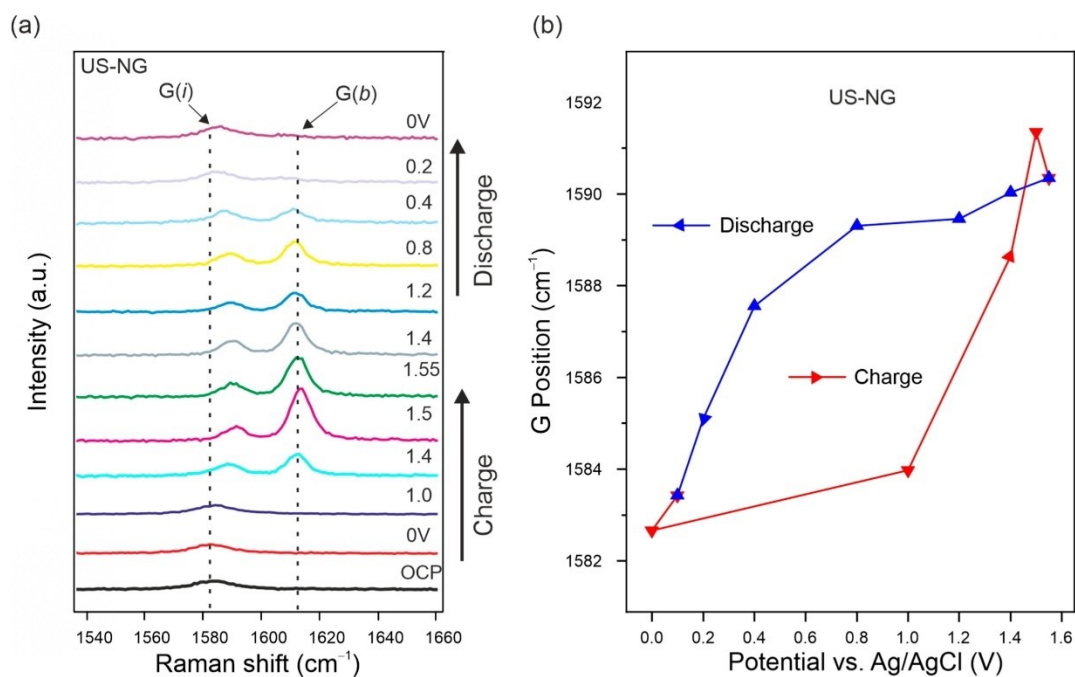 (a)
US-NG
G(i)
G(b)
0V
0.2
0.4
0.8
1.2
1.4
1.55
1.5
1.4
1.0
0V
OCP
Discharge
Charge
Intensity (a.u.)
1540 1560 1580 1600 1620 1640 1660
Raman shift (cm⁻¹)
(b)
US-NG
1592
1590
1588
1586
1584
1582
G Position (cm⁻¹)
Discharge
Charge
0.0 0.2 0.4 0.6 0.8 1.0 1.2 1.4 1.6
Potential vs. Ag/AgCl (V)